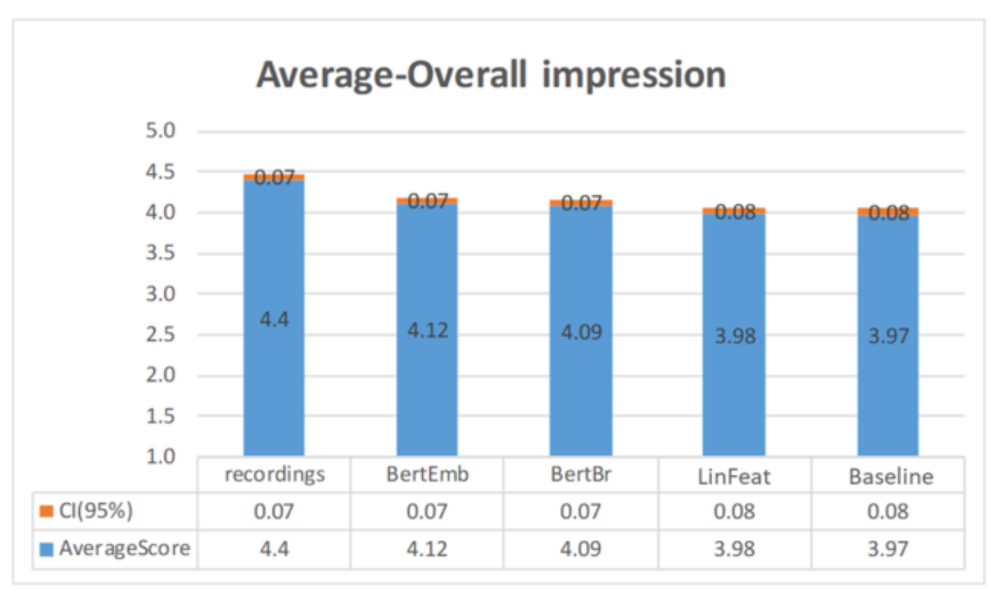 Average-Overall impression
5.0
4.5
4.0
3.5
3.0
2.5
2.0
1.5
1.0
0.07 0.07 0.07 0.08 0.08
4.4 4.12 4.09 3.98 3.97
recordings BertEmb BertBr LinFeat Baseline
CI(95%) 0.07 0.07 0.07 0.08 0.08
AverageScore 4.4 4.12 4.09 3.98 3.97